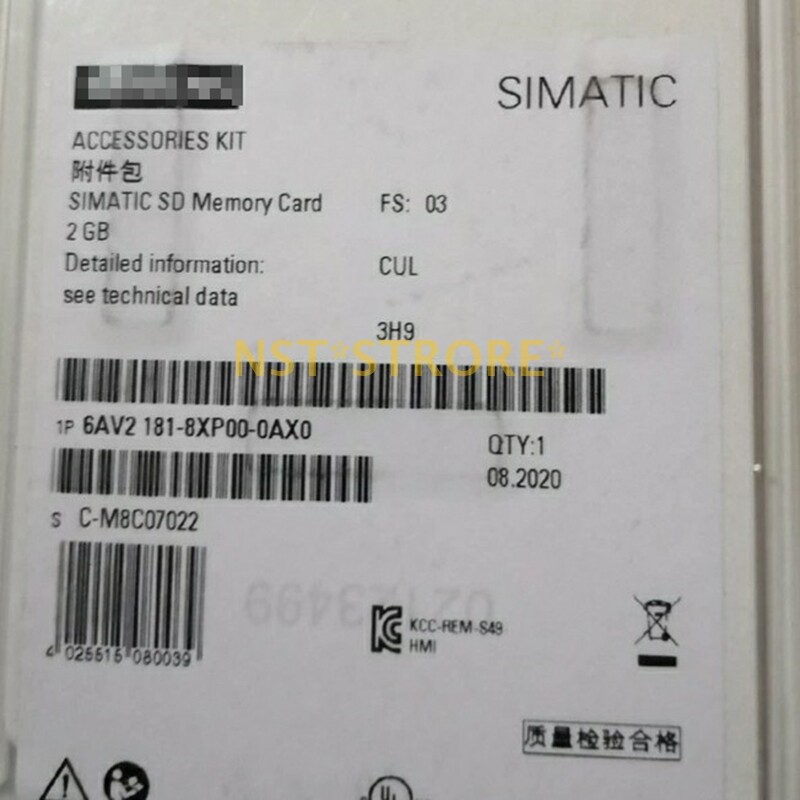 SIMATIC
ACCESSORIES KIT
附件包
SIMATIC SD Memory Card FS: 03
2 GB
Detailed information: CUL
see technical data
3H9
NST*STRORE*
1P 6AV2 181-8XP00-0AX0
QTY:1
08.2020
S C-M8C07022
02123499
KCC-REM-S49
HMI
4 025515 080039
质量检验合格